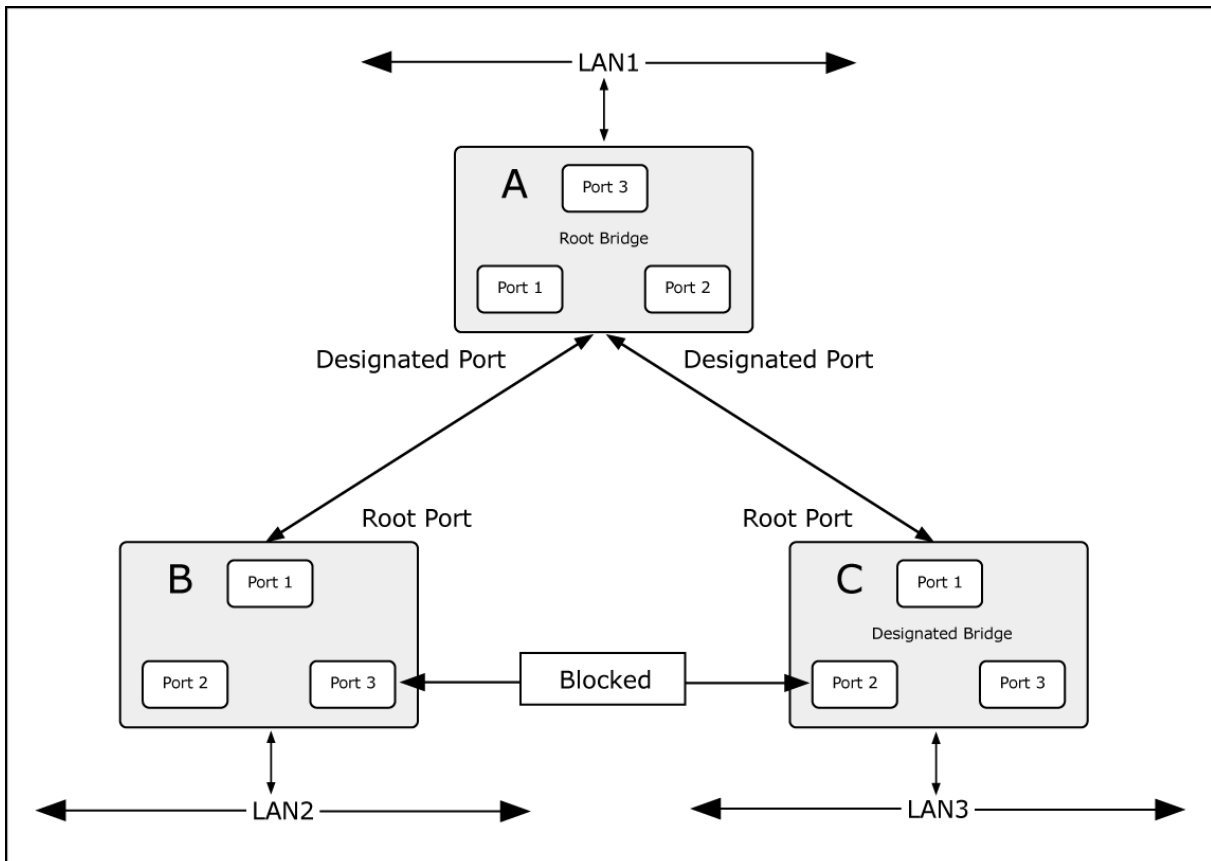 LAN1
A
Port 3
Root Bridge
Port 1
Port 2
Designated Port
Designated Port
Root Port
Root Port
B
Port 1
C
Port 1
Designated Bridge
Port 2
Port 3
Blocked
Port 2
Port 3
LAN2
LAN3